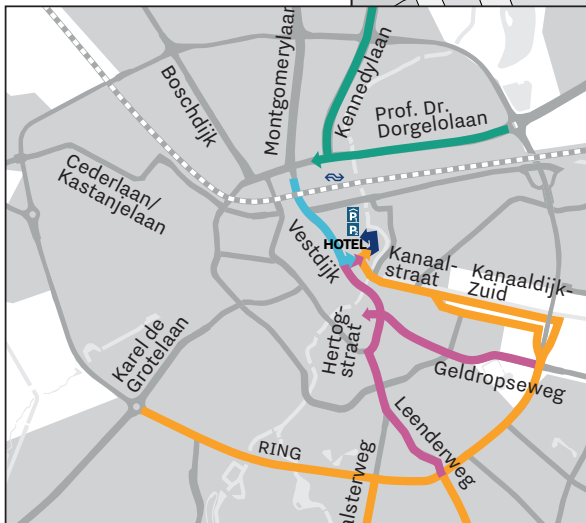 Boschdijk
Montgomerylaan
Kennedylaan
Prof. Dr.
Dorgelolaan
Cederlaan/
Kastanjelaan
Vestdijk
P
P
HOTEL
Kanaal-
straat
Kanaaldijk-
Zuid
Hertog-
straat
Karel de
Grotelaan
Geldropseweg
Leenderweg
RING
alsterweg